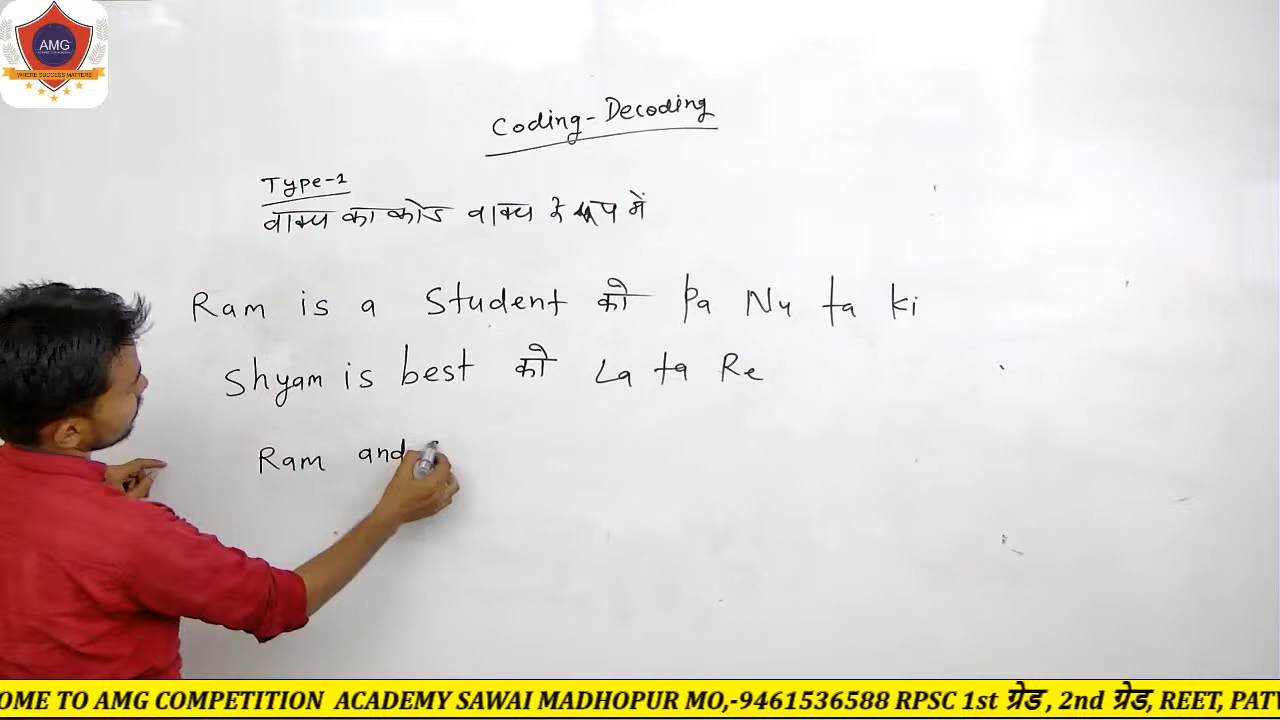 AMG
WHERE SUCCESS MATTERS
Coding-Decoding
Type-1
वाक्य का कोड वाक्य के रूप में
Ram is a Student को Pa Nu ta ki
Shyam is best को La ta Re
Ram and
OME TO AMG COMPETITION ACADEMY SAWAI MADHOPUR MO,-9461536588 RPSC 1st ग्रेड , 2nd ग्रेड, REET, PATW